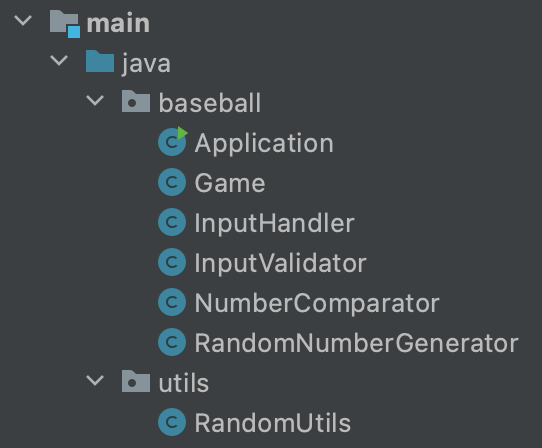 main
java
baseball
C Application
C Game
C InputHandler
C InputValidator
C NumberComparator
C RandomNumberGenerator
utils
C RandomUtils